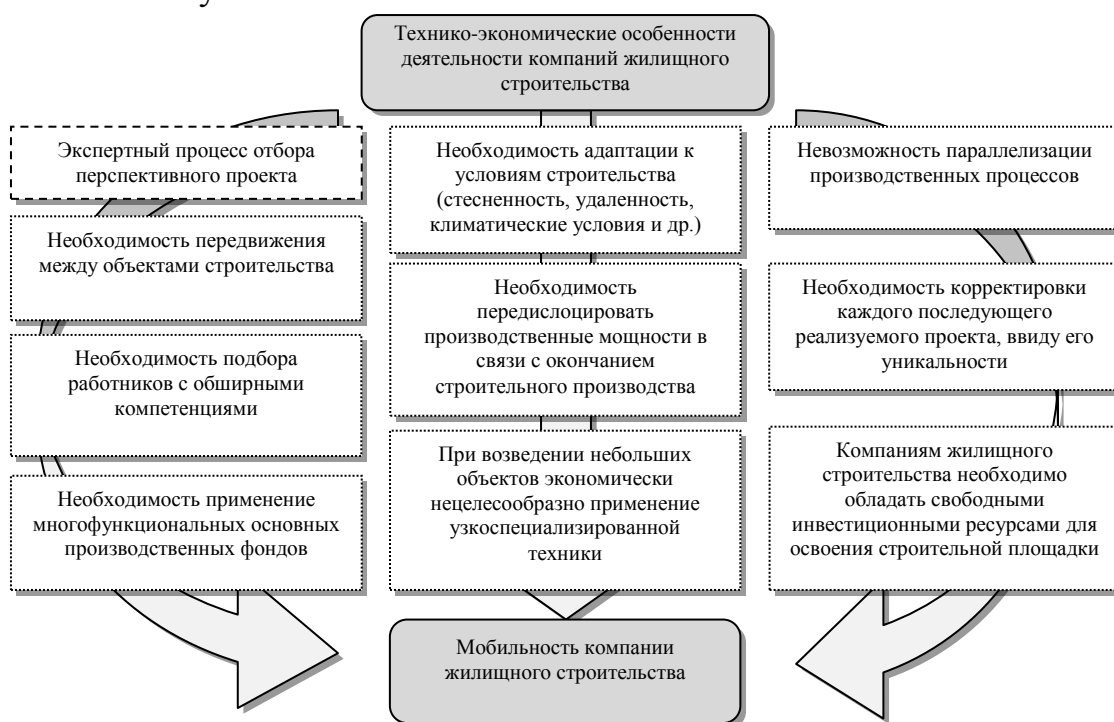 Технико-экономические особенности
деятельности компаний жилищного
строительства
Экспертный процесс отбора
перспективного проекта
Необходимость передвижения
между объектами строительства
Необходимость подбора
работников с обширными
компетенциями
Необходимость применение
многофункциональных основных
производственных фондов
Необходимость адаптации к
условиям строительства
(стесненность, удаленность,
климатические условия и др.)
Необходимость
передислоцировать
производственные мощности в
связи с окончанием
строительного производства
При возведении небольших
объектов экономически
нецелесообразно применение
узкоспециализированной
техники
Невозможность параллелизации
производственных процессов
Необходимость корректировки
каждого последующего
реализуемого проекта, ввиду его
уникальности
Компаниям жилищного
строительства необходимо
обладать свободными
инвестиционными ресурсами для
освоения строительной площадки
Мобильность компании
жилищного строительства